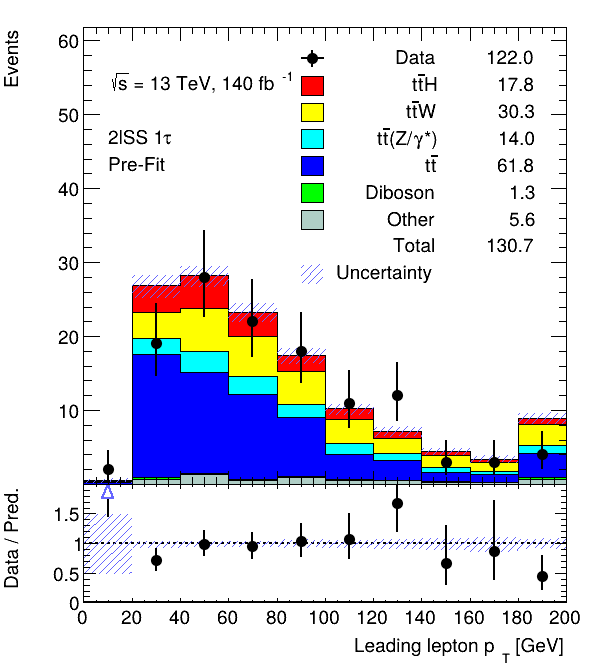 Events
60
50
40
30
20
10
√s = 13 TeV, 140 fb⁻¹
2lSS 1τ
Pre-Fit
Data 122.0
tt̄H 17.8
tt̄W 30.3
tt̄(Z/γ*) 14.0
tt̄ 61.8
Diboson 1.3
Other 5.6
Total 130.7
Uncertainty
Data / Pred.
1.5
1
0.5
0
0 20 40 60 80 100 120 140 160 180 200
Leading lepton p_T [GeV]